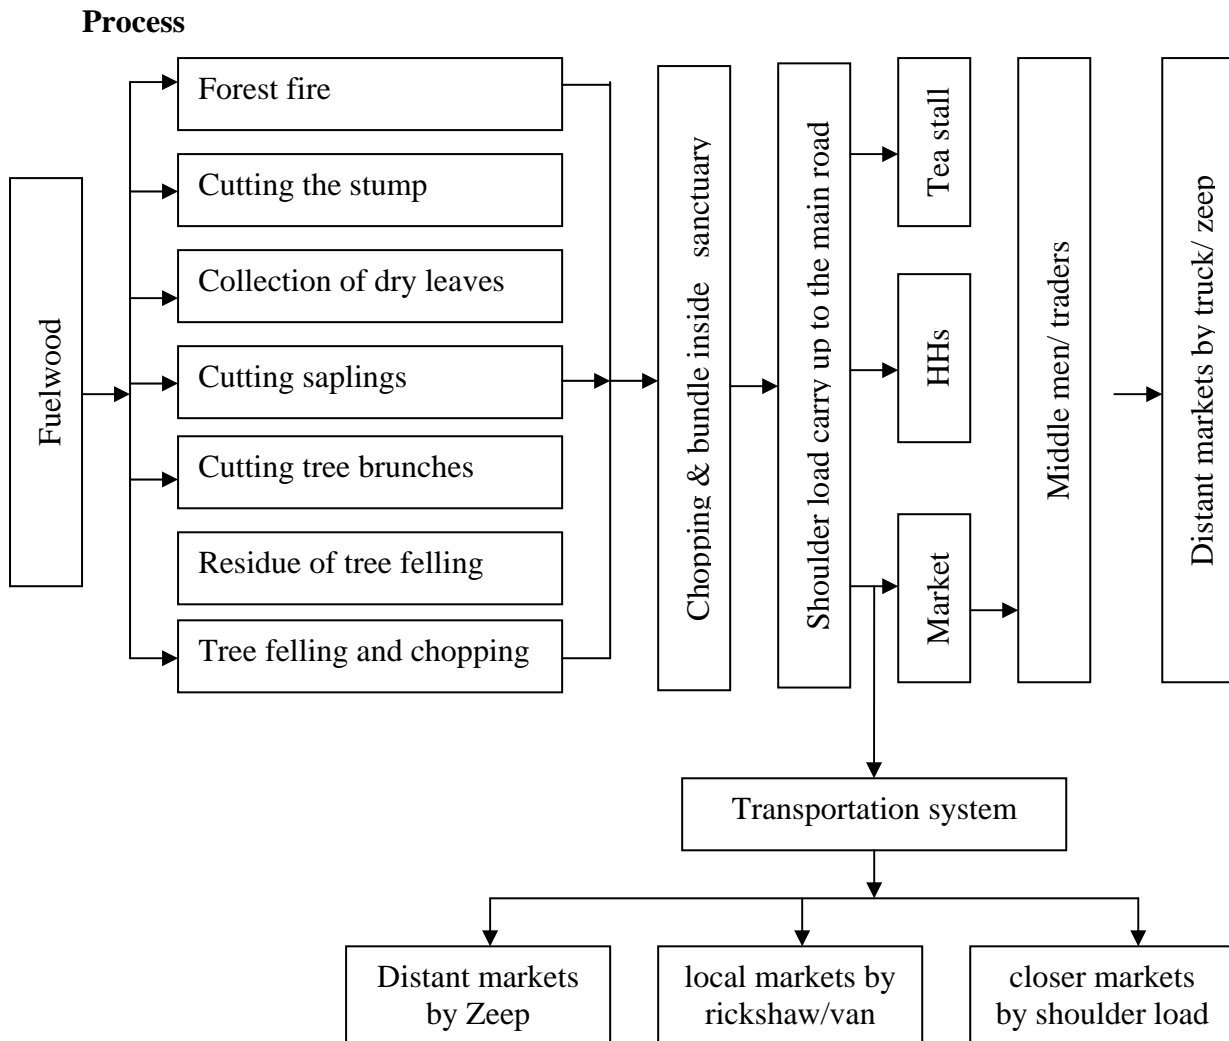 Process
Fuelwood
Forest fire
Cutting the stump
Collection of dry leaves
Cutting saplings
Cutting tree brunches
Residue of tree felling
Tree felling and chopping
Chopping & bundle inside sanctuary
Shoulder load carry up to the main road
Tea stall
HHs
Market
Middle men/ traders
Distant markets by truck/ zeep
Transportation system
Distant markets
by Zeep
local markets by
rickshaw/van
closer markets
by shoulder load